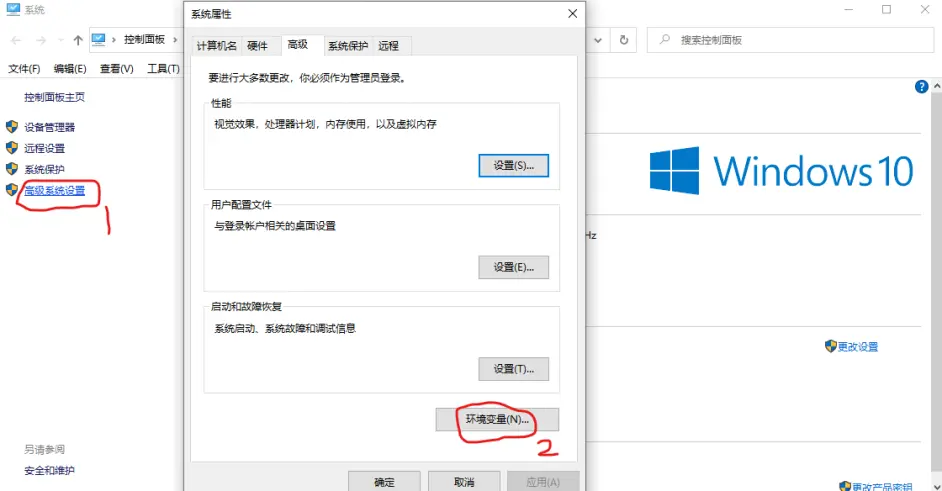 系统
系统属性
控制面板
搜索控制面板
文件(F) 编辑(E) 查看(V) 工具(T)
计算机名 硬件 高级 系统保护 远程
控制面板主页
要进行大多数更改，你必须作为管理员登录。
设备管理器
远程设置
系统保护
高级系统设置
1
性能
视觉效果，处理器计划，内存使用，以及虚拟内存
设置(S)...
用户配置文件
与登录帐户相关的桌面设置
设置(E)...
启动和故障恢复
系统启动、系统故障和调试信息
设置(T)...
环境变量(N)...
2
确定 取消 应用(A)
Windows 10
Hz
更改设置
另请参阅
安全和维护
更改产品密钥